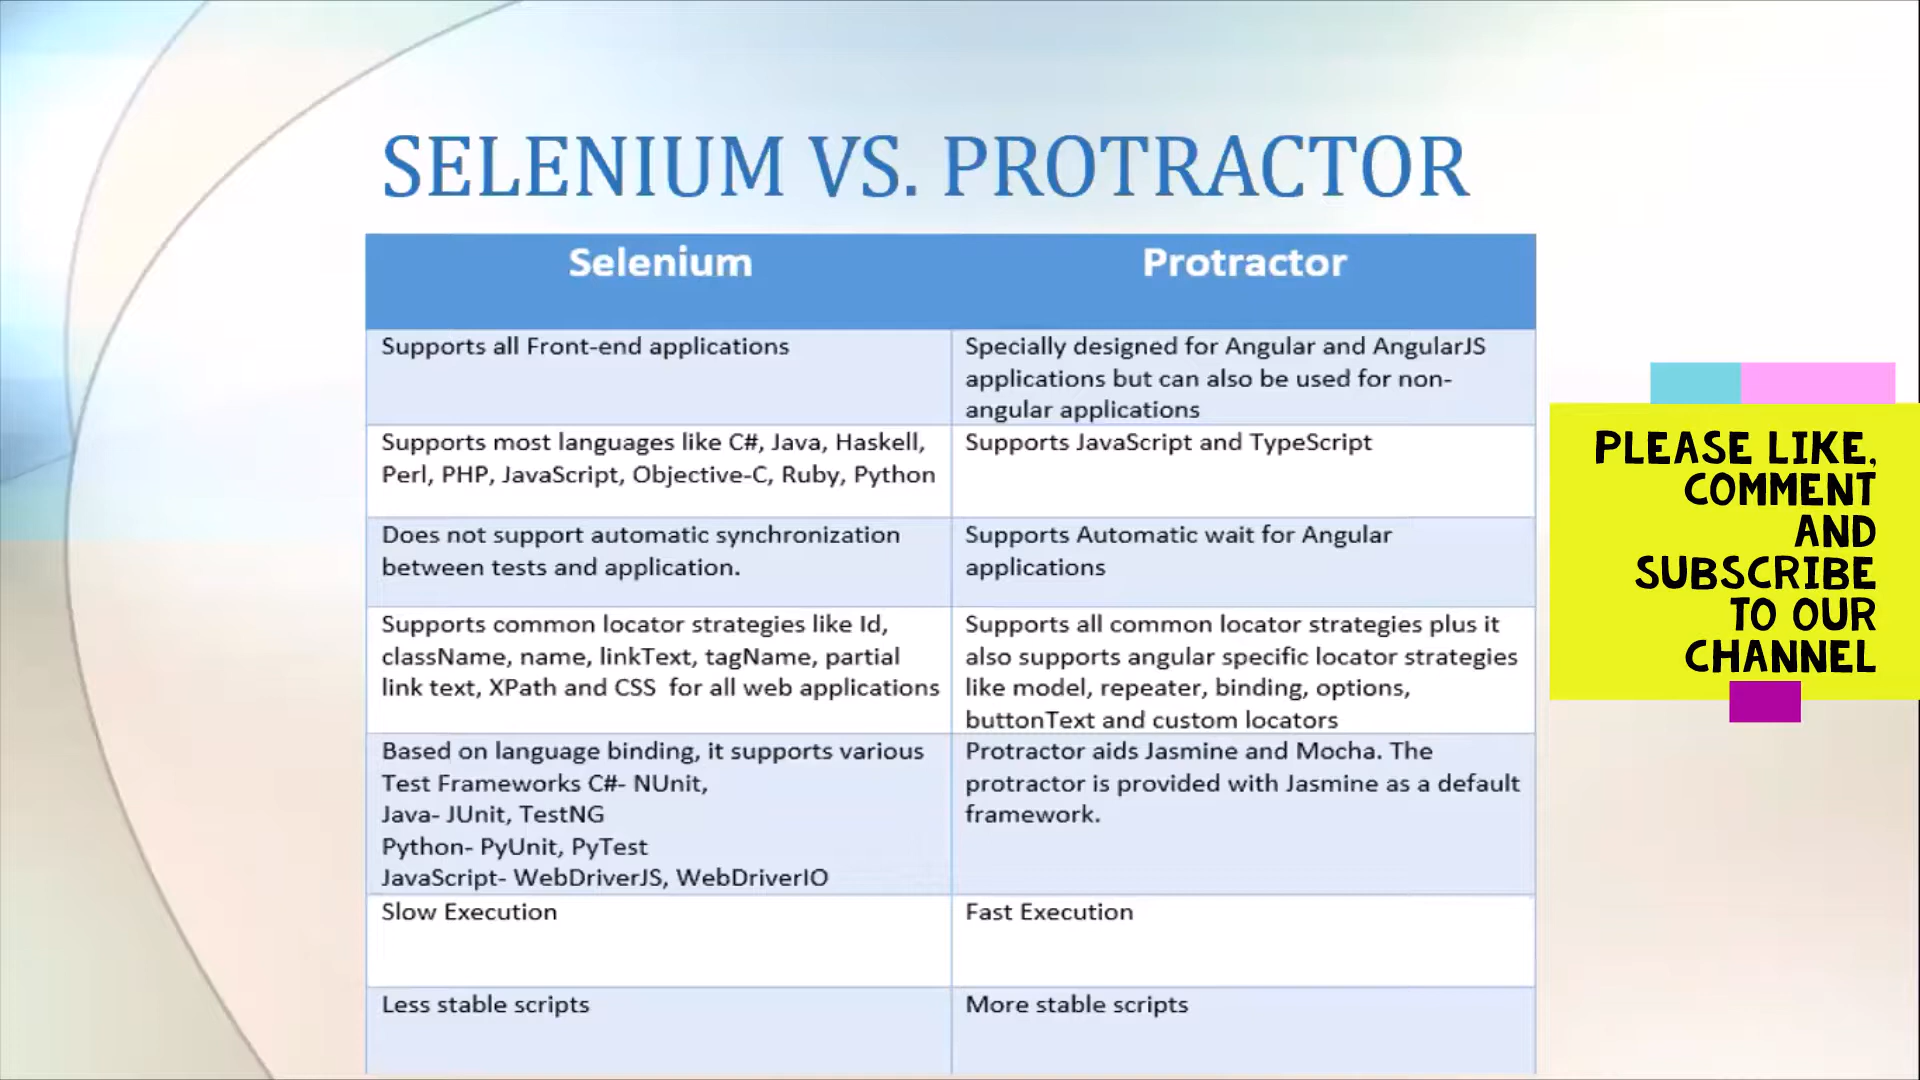 SELENIUM VS. PROTRACTOR
Selenium
Protractor
Supports all Front-end applications
Specially designed for Angular and AngularJS
applications but can also be used for non-
angular applications
Supports most languages like C#, Java, Haskell,
Perl, PHP, JavaScript, Objective-C, Ruby, Python
Supports JavaScript and TypeScript
Does not support automatic synchronization
between tests and application.
Supports Automatic wait for Angular
applications
Supports common locator strategies like Id,
className, name, linkText, tagName, partial
link text, XPath and CSS for all web applications
Supports all common locator strategies plus it
also supports angular specific locator strategies
like model, repeater, binding, options,
buttonText and custom locators
Based on language binding, it supports various
Test Frameworks C#- NUnit,
Java- JUnit, TestNG
Python- PyUnit, PyTest
JavaScript- WebDriverJS, WebDriverIO
Protractor aids Jasmine and Mocha. The
protractor is provided with Jasmine as a default
framework.
Slow Execution
Fast Execution
Less stable scripts
More stable scripts
PLEASE LIKE,
COMMENT
AND
SUBSCRIBE
TO OUR
CHANNEL